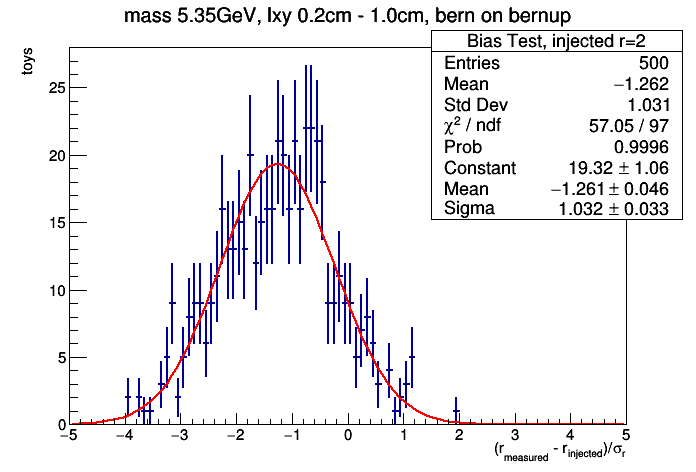 mass 5.35GeV, lxy 0.2cm - 1.0cm, bern on bernup
Bias Test, injected r=2
Entries 500
Mean −1.262
Std Dev 1.031
χ² / ndf 57.05 / 97
Prob 0.9996
Constant 19.32 ± 1.06
Mean −1.261 ± 0.046
Sigma 1.032 ± 0.033
toys
25
20
15
10
5
0
−5 −4 −3 −2 −1 0 1 2 3 4 5
(r_measured - r_injected)/σ_r